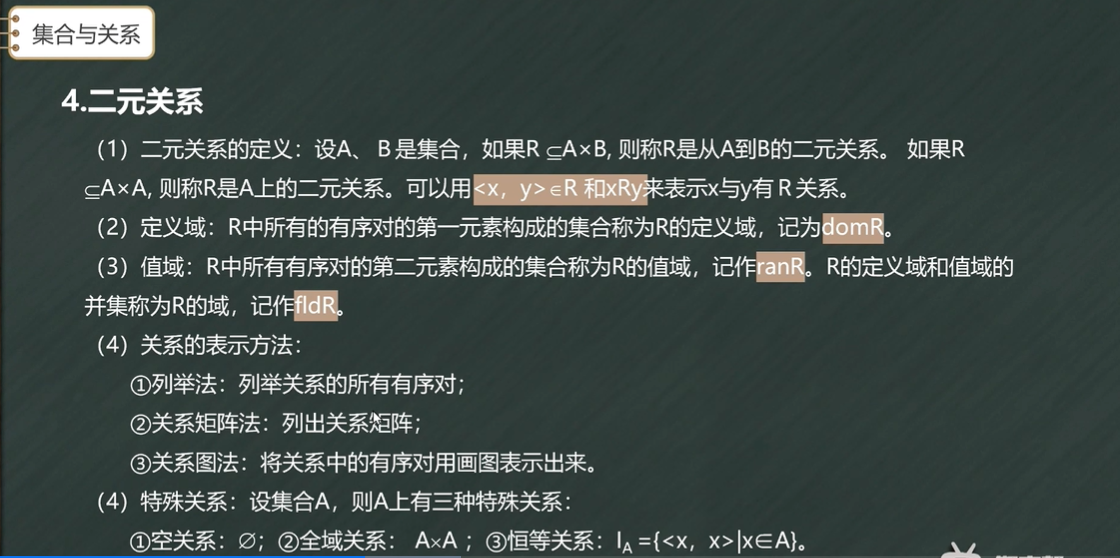 集合与关系
4.二元关系
（1）二元关系的定义：设A、 B是集合，如果R ⊆A×B, 则称R是从A到B的二元关系。 如果R
⊆A×A, 则称R是A上的二元关系。可以用<x，y>∈R 和xRy来表示x与y有 R 关系。
（2）定义域：R中所有的有序对的第一元素构成的集合称为R的定义域，记为domR。
（3）值域：R中所有有序对的第二元素构成的集合称为R的值域，记作ranR。R的定义域和值域的
并集称为R的域，记作fldR。
（4）关系的表示方法：
①列举法：列举关系的所有有序对；
②关系矩阵法：列出关系矩阵；
③关系图法：将关系中的有序对用画图表示出来。
（4）特殊关系：设集合A，则A上有三种特殊关系：
①空关系：∅；②全域关系： A×A ；③恒等关系：I_A ={<x，x>|x∈A}。